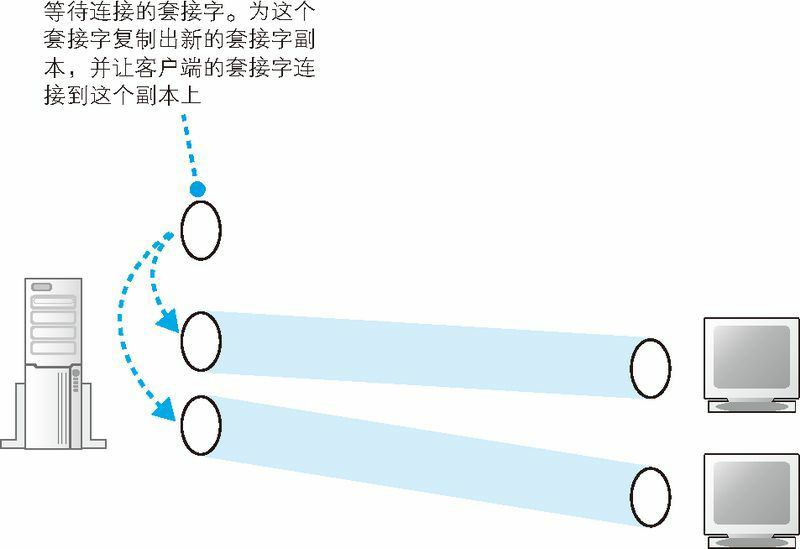 等待连接的套接字。为这个
套接字复制出新的套接字副
本，并让客户端的套接字连
接到这个副本上